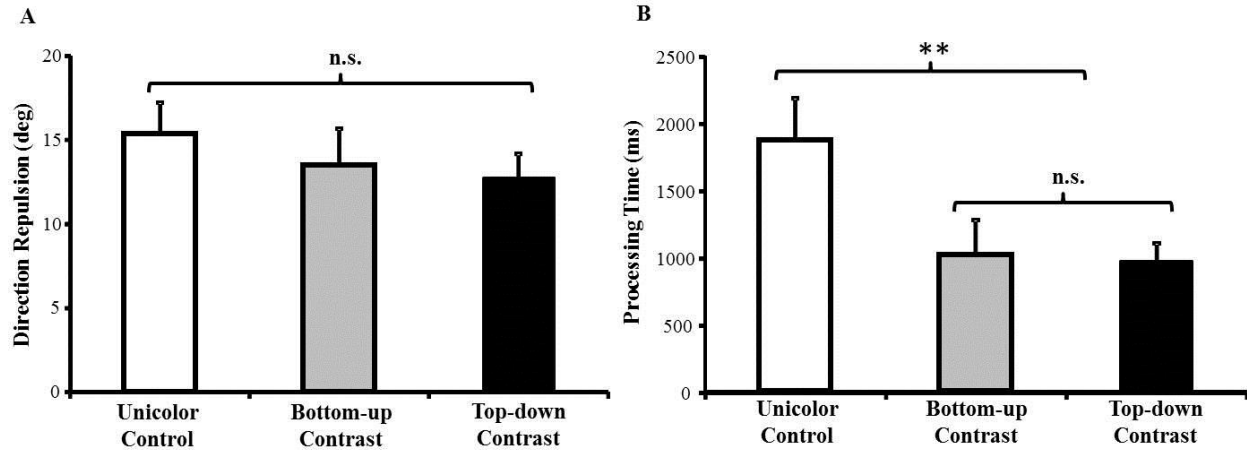 A
Direction Repulsion (deg)
20
15
10
5
0
n.s.
Unicolor
Control
Bottom-up
Contrast
Top-down
Contrast
B
Processing Time (ms)
2500
2000
1500
1000
500
0
**
n.s.
Unicolor
Control
Bottom-up
Contrast
Top-down
Contrast